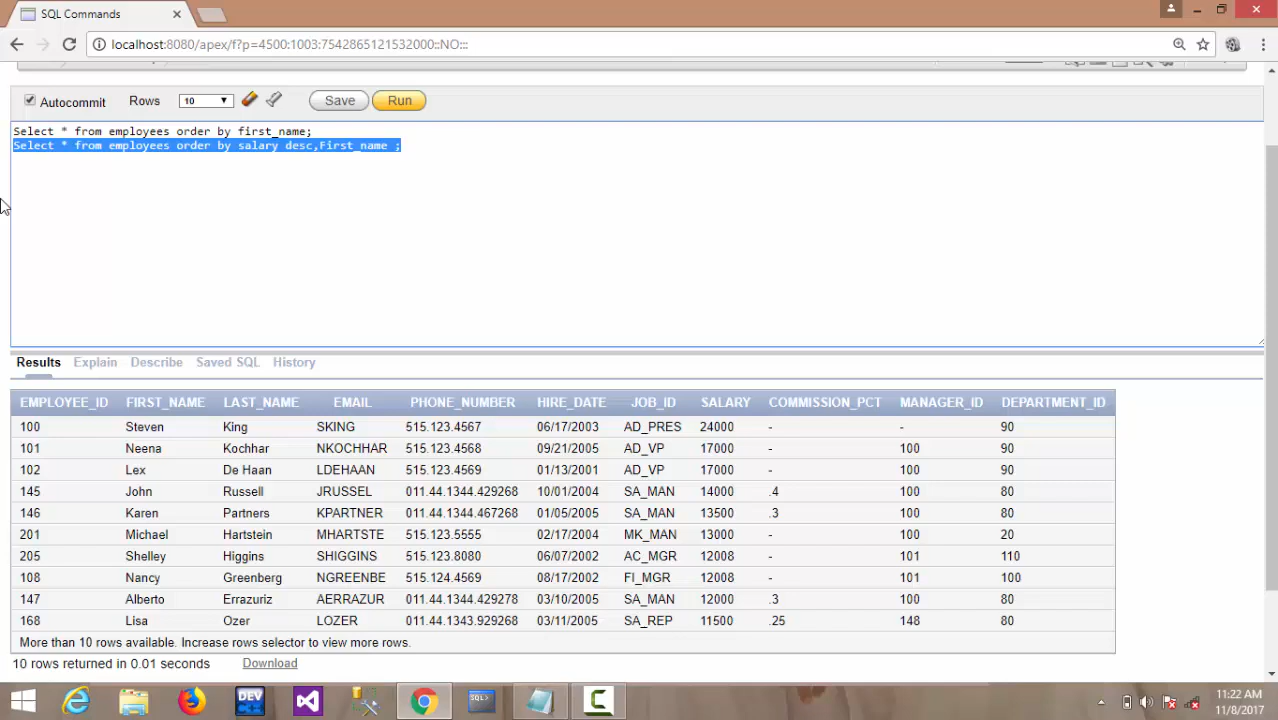 SQL Commands
localhost:8080/apex/f?p=4500:1003:7542865121532000::NO:::
Autocommit Rows 10 Save Run
Select * from employees order by first_name;
Select * from employees order by salary desc,First_name ;
Results Explain Describe Saved SQL History
EMPLOYEE_ID FIRST_NAME LAST_NAME EMAIL PHONE_NUMBER HIRE_DATE JOB_ID SALARY COMMISSION_PCT MANAGER_ID DEPARTMENT_ID
100 Steven King SKING 515.123.4567 06/17/2003 AD_PRES 24000 - - 90
101 Neena Kochhar NKOCHHAR 515.123.4568 09/21/2005 AD_VP 17000 - 100 90
102 Lex De Haan LDEHAAN 515.123.4569 01/13/2001 AD_VP 17000 - 100 90
145 John Russell JRUSSEL 011.44.1344.429268 10/01/2004 SA_MAN 14000 .4 100 80
146 Karen Partners KPARTNER 011.44.1344.467268 01/05/2005 SA_MAN 13500 .3 100 80
201 Michael Hartstein MHARTSTE 515.123.5555 02/17/2004 MK_MAN 13000 - 100 20
205 Shelley Higgins SHIGGINS 515.123.8080 06/07/2002 AC_MGR 12008 - 101 110
108 Nancy Greenberg NGREENBE 515.124.4569 08/17/2002 FI_MGR 12008 - 101 100
147 Alberto Errazuriz AERRAZUR 011.44.1344.429278 03/10/2005 SA_MAN 12000 .3 100 80
168 Lisa Ozer LOZER 011.44.1343.929268 03/11/2005 SA_REP 11500 .25 148 80
More than 10 rows available. Increase rows selector to view more rows.
10 rows returned in 0.01 seconds Download
DEV C++ SQL>
11:22 AM
11/8/2017